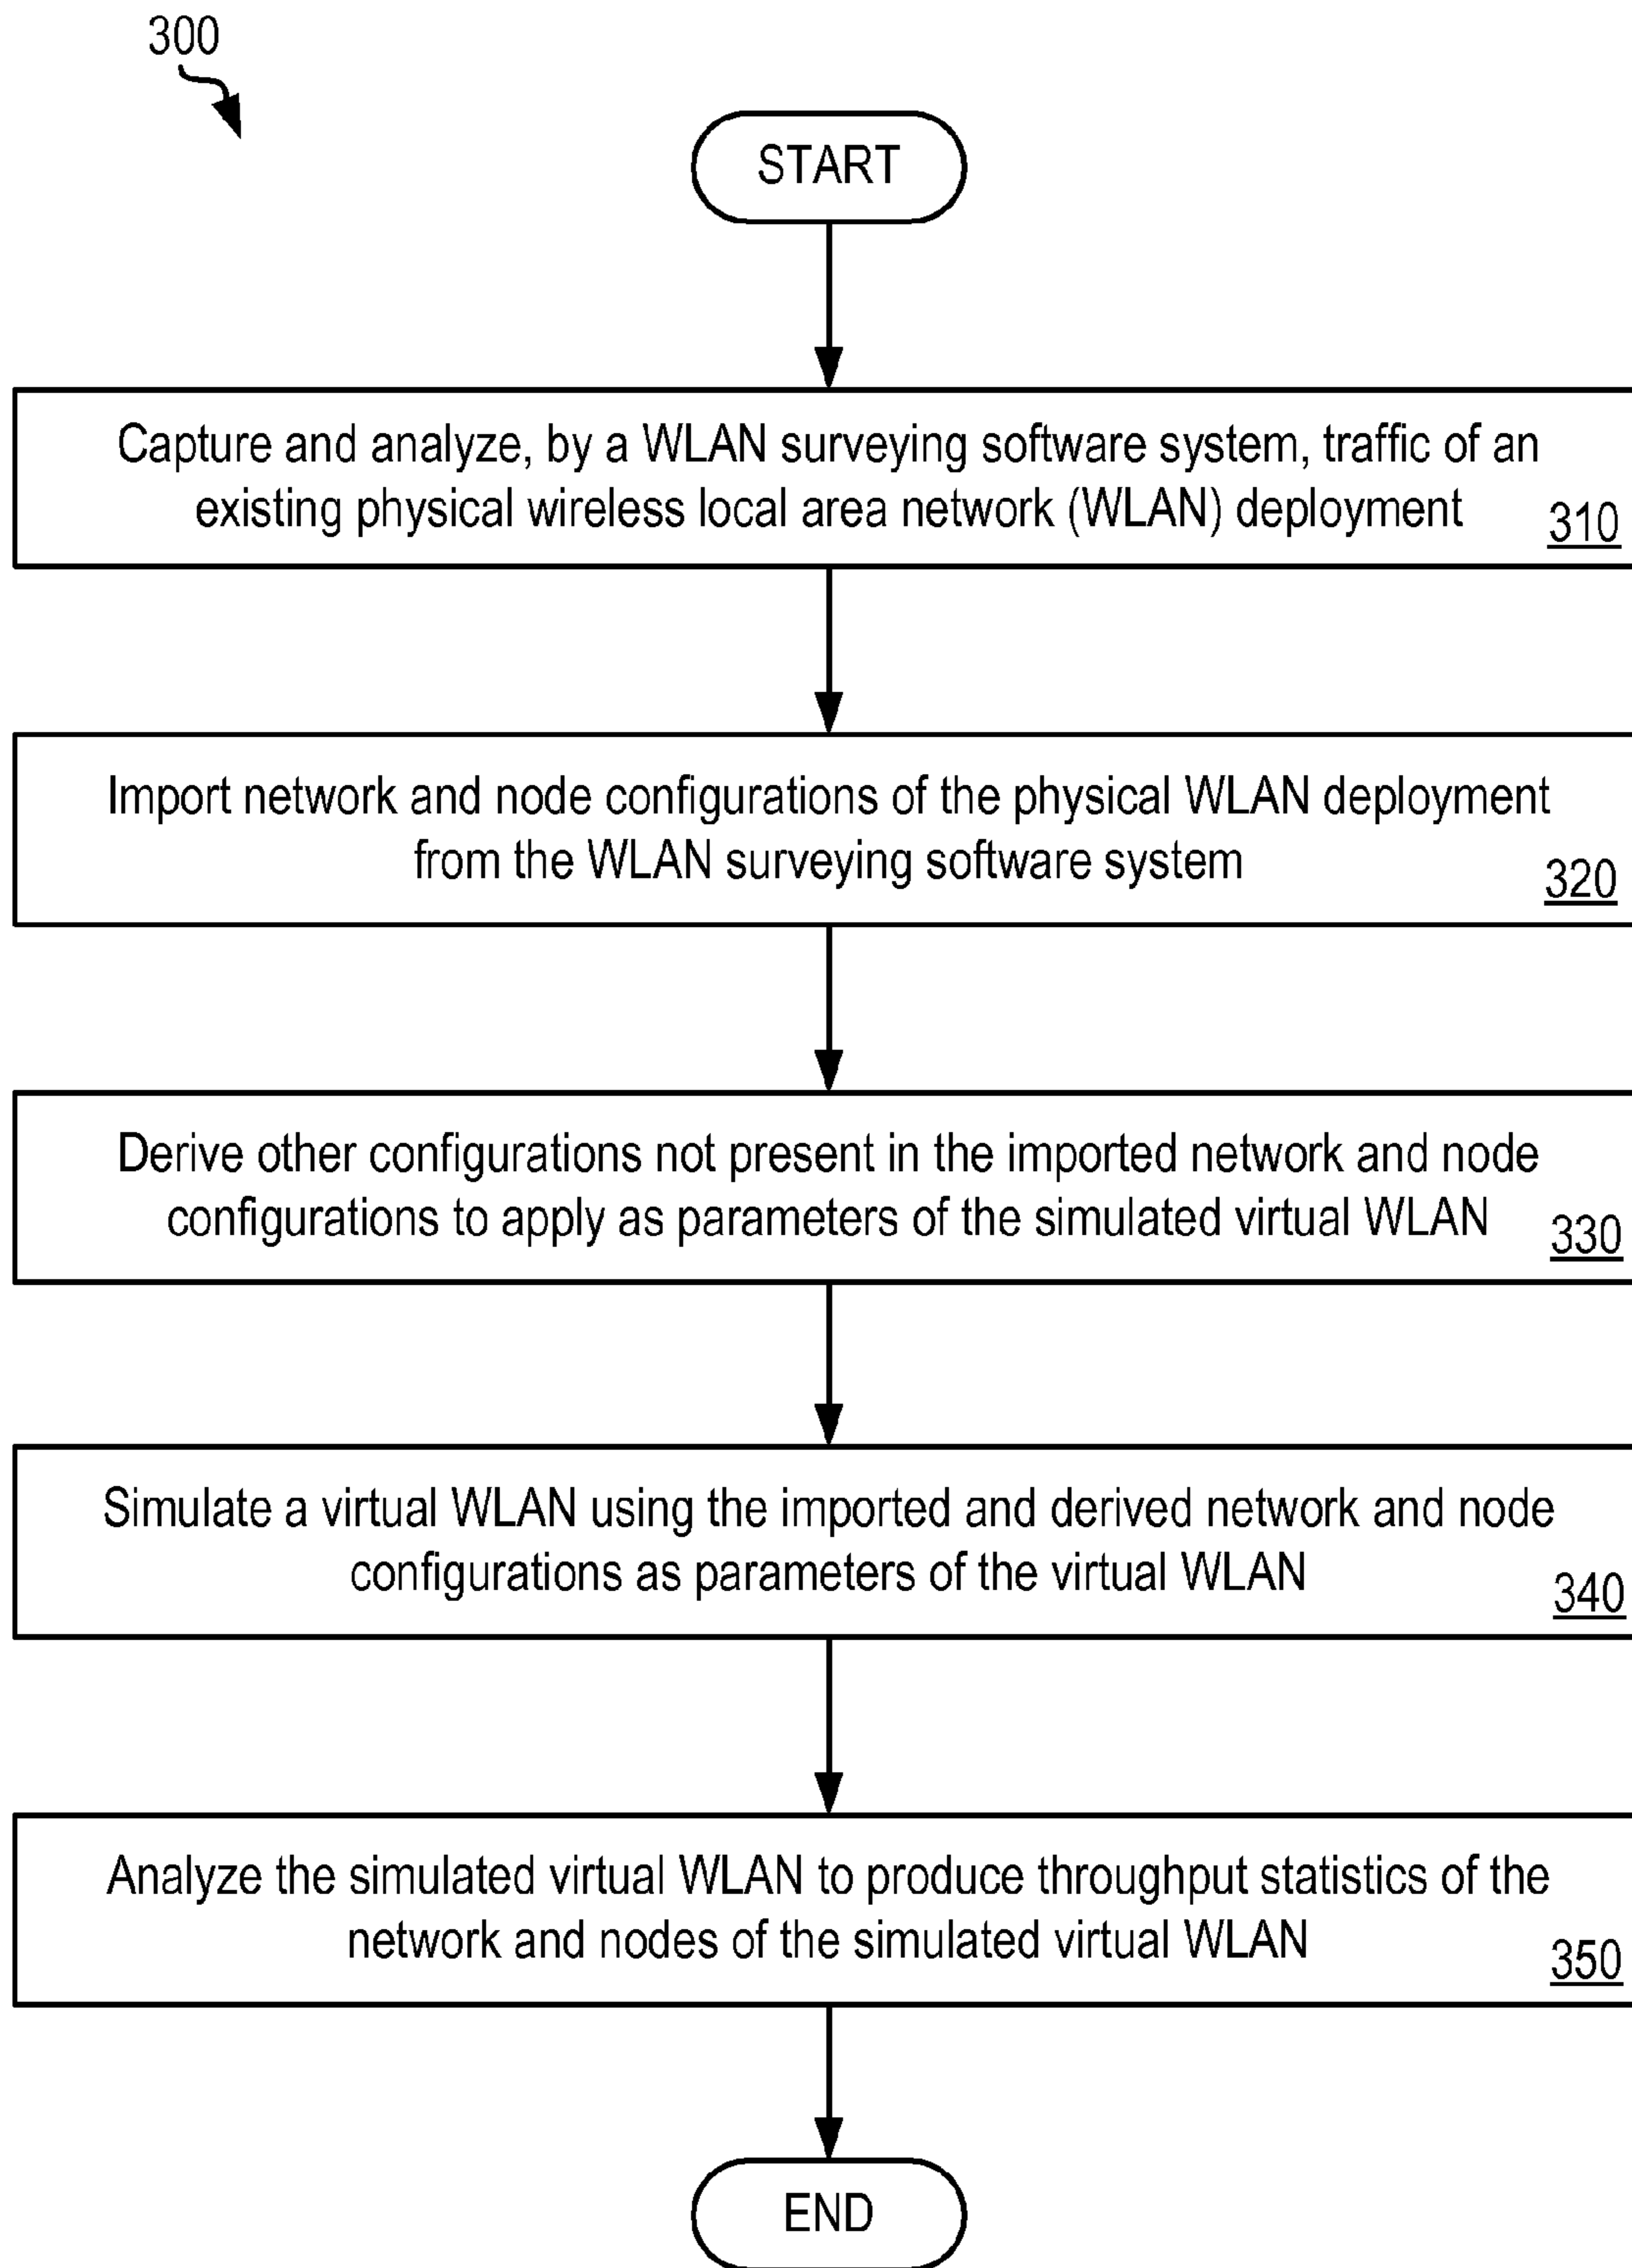 300
START
Capture and analyze, by a WLAN surveying software system, traffic of an
existing physical wireless local area network (WLAN) deployment
310
Import network and node configurations of the physical WLAN deployment
from the WLAN surveying software system
320
Derive other configurations not present in the imported network and node
configurations to apply as parameters of the simulated virtual WLAN
330
Simulate a virtual WLAN using the imported and derived network and node
configurations as parameters of the virtual WLAN
340
Analyze the simulated virtual WLAN to produce throughput statistics of the
network and nodes of the simulated virtual WLAN
350
END